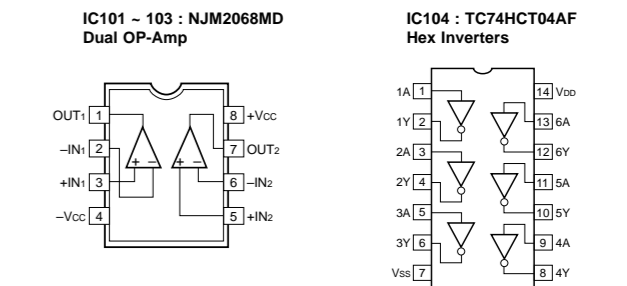 IC101 ~ 103 : NJM2068MD
Dual OP-Amp
OUT1 1
8 +VCC
–IN1 2
7 OUT2
+IN1 3
6 –IN2
–VCC 4
5 +IN2
+ –
+ –
IC104 : TC74HCT04AF
Hex Inverters
1A 1
14 VDD
1Y 2
13 6A
2A 3
12 6Y
2Y 4
11 5A
3A 5
10 5Y
3Y 6
9 4A
VSS 7
8 4Y